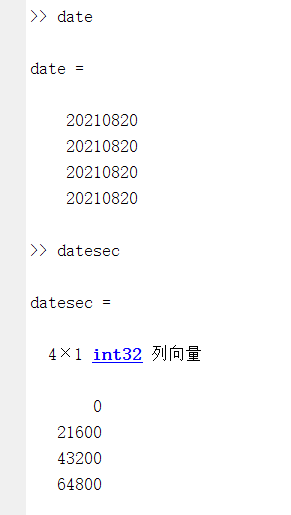 >> date
date =
20210820
20210820
20210820
20210820
>> datesec
datesec =
4×1 int32 列向量
0
21600
43200
64800